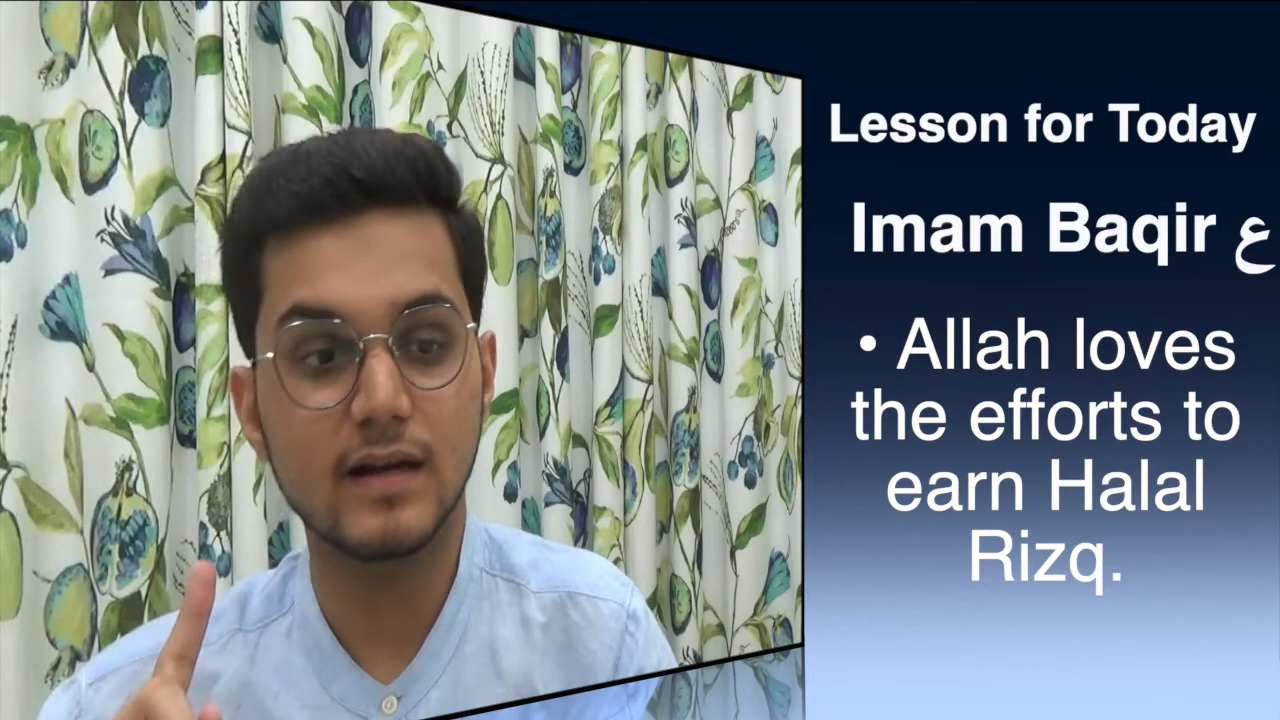 Lesson for Today
Imam Baqir ع
• Allah loves
the efforts to
earn Halal
Rizq.